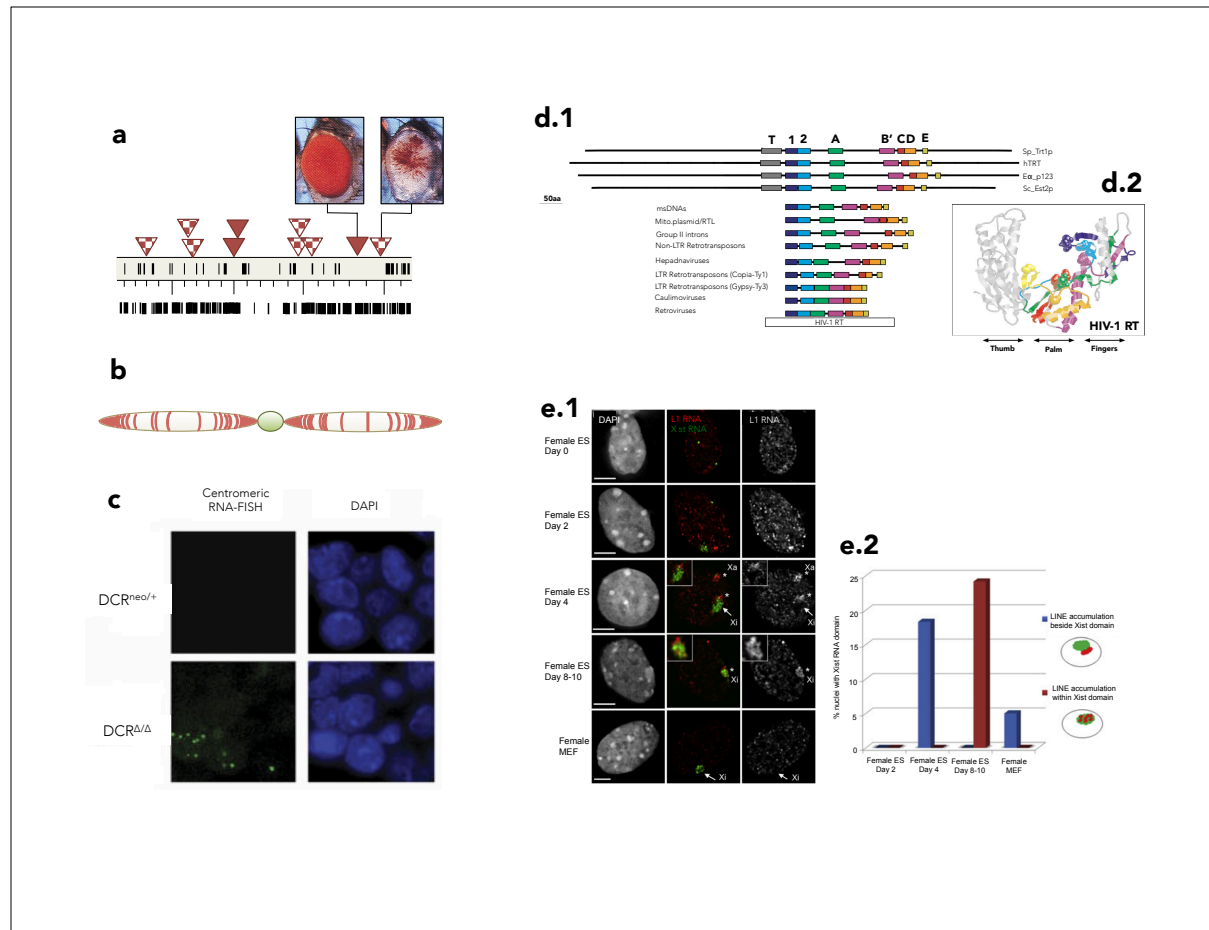 a
b
c
Centromeric
RNA-FISH
DAPI
DCRneo/+
DCRΔ/Δ
d.1
T 1 2 A B' CD E
Sp_Trt1p
hTRT
Eα_p123
Sc_Est2p
50aa
msDNAs
Mito.plasmid/RTL
Group II introns
Non-LTR Retrotransposons
Hepadnaviruses
LTR Retrotransposons (Copia-Ty1)
LTR Retrotransposons (Gypsy-Ty3)
Caulimoviruses
Retroviruses
HIV-1 RT
d.2
HIV-1 RT
Thumb Palm Fingers
e.1
DAPI
L1 RNA
Xist RNA
L1 RNA
Female ES
Day 0
Female ES
Day 2
Female ES
Day 4
Xa
*
*
Xi
Xa
*
*
Xi
Female ES
Day 8-10
*
Xi
*
Xi
Female
MEF
Xi
Xi
e.2
% nuclei with Xist RNA domain
25
20
15
10
5
0
Female ES
Day 2
Female ES
Day 4
Female ES
Day 8-10
Female
MEF
LINE accumulation
beside Xist domain
LINE accumulation
within Xist domain